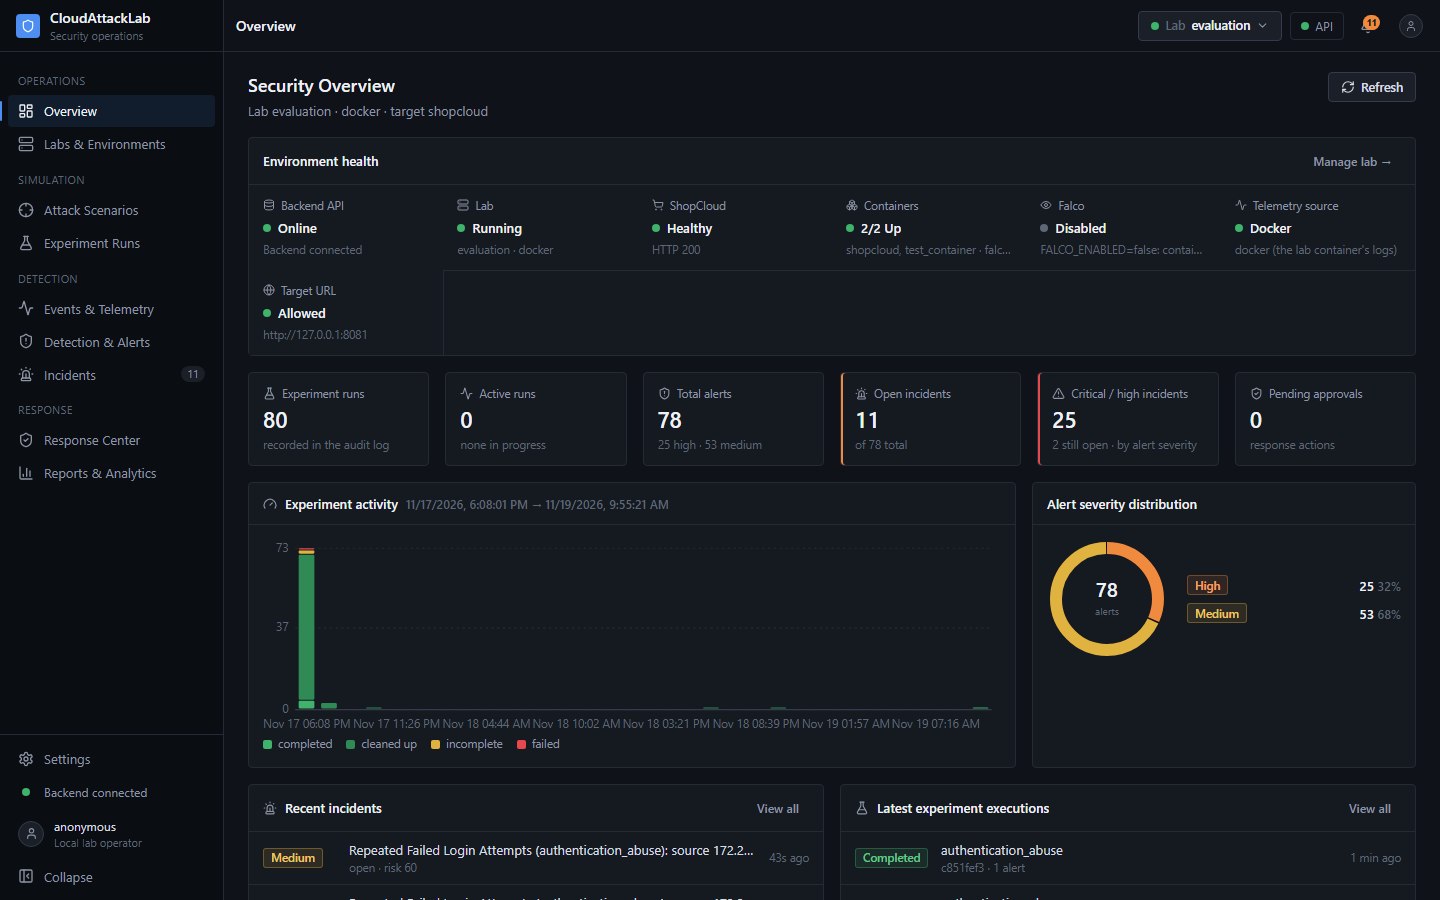 CloudAttackLab
Security operations
Overview
Lab evaluation
API
11
OPERATIONS
Overview
Labs & Environments
SIMULATION
Attack Scenarios
Experiment Runs
DETECTION
Events & Telemetry
Detection & Alerts
Incidents 11
RESPONSE
Response Center
Reports & Analytics
Settings
Backend connected
anonymous
Local lab operator
Collapse
Security Overview
Lab evaluation · docker · target shopcloud
Refresh
Environment health
Manage lab →
Backend API
Online
Backend connected
Lab
Running
evaluation · docker
ShopCloud
Healthy
HTTP 200
Containers
2/2 Up
shopcloud, test_container · falc...
Falco
Disabled
FALCO_ENABLED=false: contai...
Telemetry source
Docker
docker (the lab container's logs)
Target URL
Allowed
http://127.0.0.1:8081
Experiment runs
80
recorded in the audit log
Active runs
0
none in progress
Total alerts
78
25 high · 53 medium
Open incidents
11
of 78 total
Critical / high incidents
25
2 still open · by alert severity
Pending approvals
0
response actions
Experiment activity 11/17/2026, 6:08:01 PM → 11/19/2026, 9:55:21 AM
73
37
0
Nov 17 06:08 PM Nov 17 11:26 PM Nov 18 04:44 AM Nov 18 10:02 AM Nov 18 03:21 PM Nov 18 08:39 PM Nov 19 01:57 AM Nov 19 07:16 AM
completed cleaned up incomplete failed
Alert severity distribution
78
alerts
High 25 32%
Medium 53 68%
Recent incidents
View all
Medium
Repeated Failed Login Attempts (authentication_abuse): source 172.2...
open · risk 60
43s ago
Latest experiment executions
View all
Completed
authentication_abuse
c851fef3 · 1 alert
1 min ago